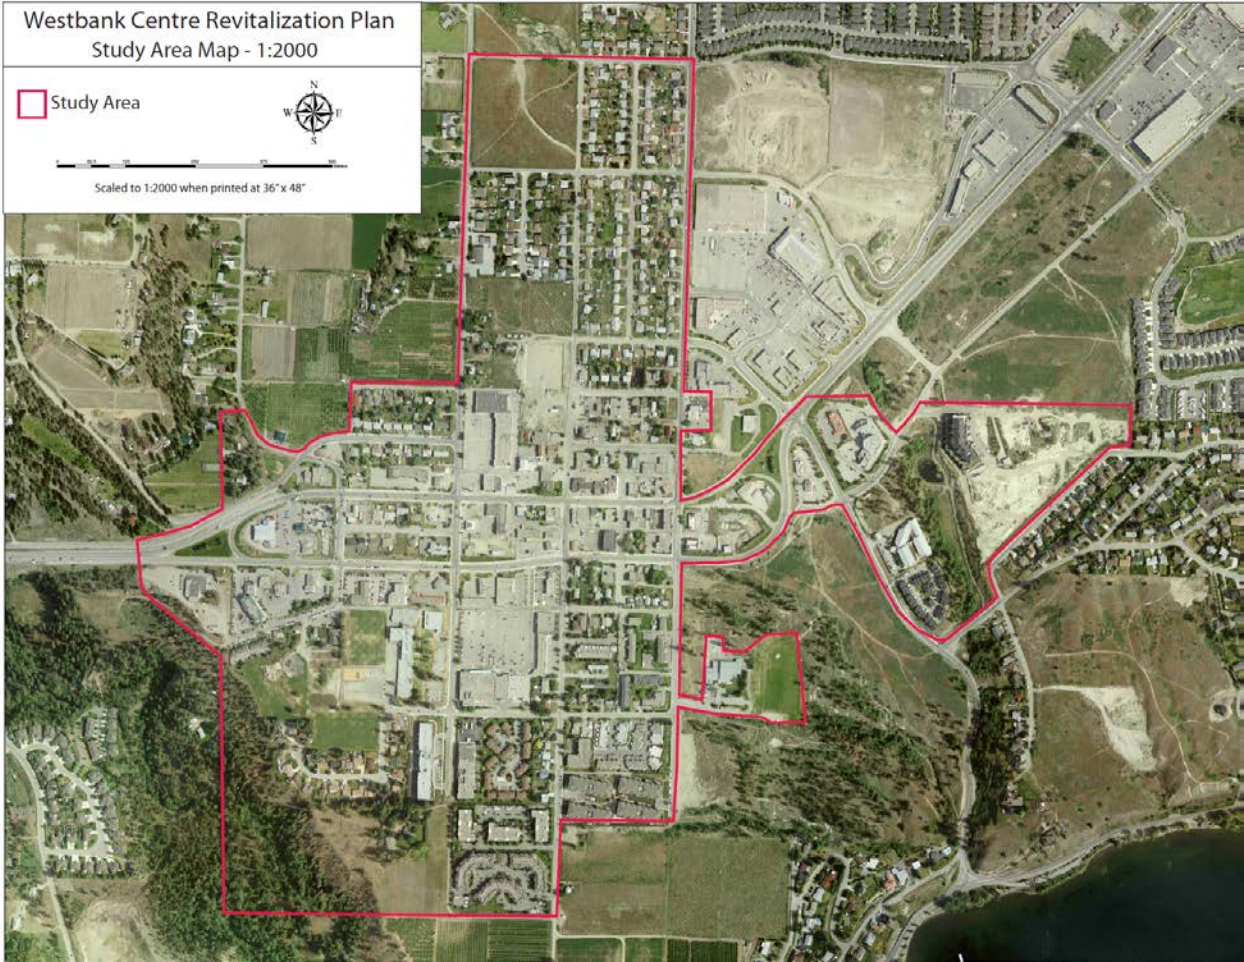 Westbank Centre Revitalization Plan
Study Area Map - 1:2000
Study Area
N
W E
S
0
Scaled to 1:2000 when printed at 36" x 48"